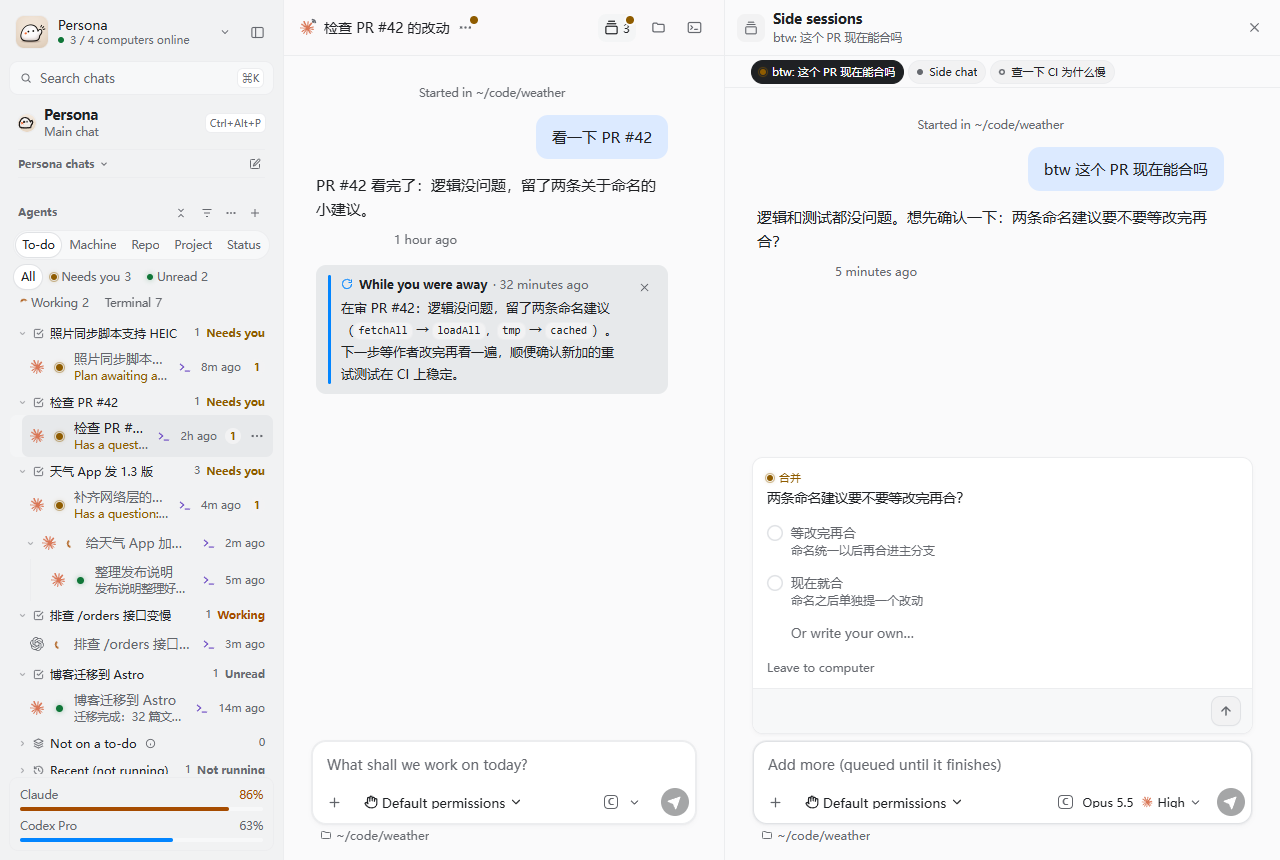 Persona
3 / 4 computers online
Search chats
⌘K
Persona
Main chat
Ctrl+Alt+P
Persona chats
Agents
To-do
Machine
Repo
Project
Status
All
Needs you 3
Unread 2
Working 2
Terminal 7
照片同步脚本支持 HEIC
1 Needs you
照片同步脚本...
8m ago
1
Plan awaiting a...
检查 PR #42
1 Needs you
检查 PR #...
2h ago
1
Has a quest...
天气 App 发 1.3 版
3 Needs you
补齐网络层的...
4m ago
1
Has a question:...
给天气 App 加...
2m ago
整理发布说明
5m ago
发布说明整理好...
排查 /orders 接口变慢
1 Working
排查 /orders 接口...
3m ago
博客迁移到 Astro
1 Unread
博客迁移到 Astro
14m ago
迁移完成：32 篇文...
Not on a to-do
0
Recent (not running)
1 Not running
Claude
86%
Codex Pro
63%
检查 PR #42 的改动
3
Started in ~/code/weather
看一下 PR #42
PR #42 看完了：逻辑没问题，留了两条关于命名的
小建议。
1 hour ago
While you were away · 32 minutes ago
在审 PR #42：逻辑没问题，留了两条命名建议
（fetchAll → loadAll，tmp → cached）。
下一步等作者改完再看一遍，顺便确认新加的重
试测试在 CI 上稳定。
What shall we work on today?
Default permissions
C
~/code/weather
Side sessions
btw: 这个 PR 现在能合吗
btw: 这个 PR 现在能合吗
Side chat
查一下 CI 为什么慢
Started in ~/code/weather
btw 这个 PR 现在能合吗
逻辑和测试都没问题。想先确认一下：两条命名建议要不要等改完再
合？
5 minutes ago
合并
两条命名建议要不要等改完再合？
等改完再合
命名统一以后再合进主分支
现在就合
命名之后单独提一个改动
Or write your own...
Leave to computer
Add more (queued until it finishes)
Default permissions
C
Opus 5.5
High
~/code/weather